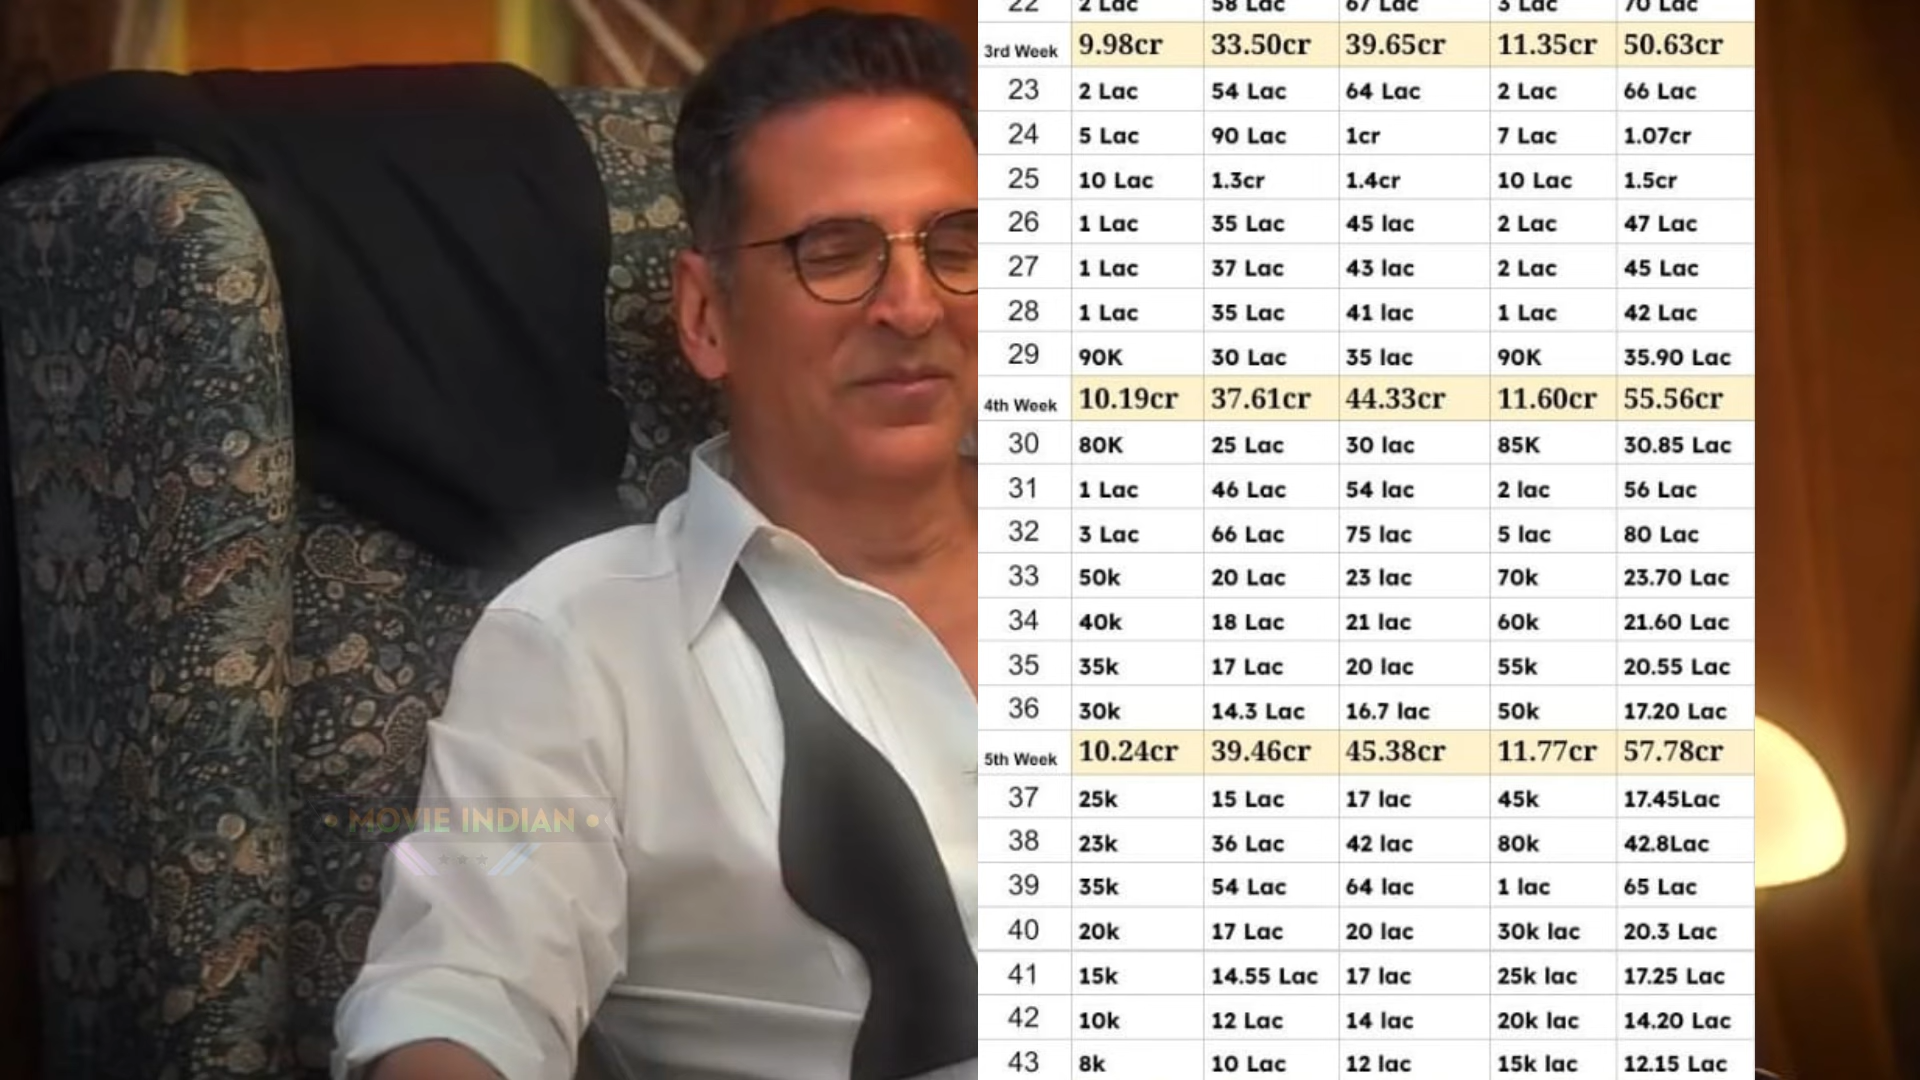 22 2 Lac 58 Lac 67 Lac 3 Lac 70 Lac
3rd Week 9.98cr 33.50cr 39.65cr 11.35cr 50.63cr
23 2 Lac 54 Lac 64 Lac 2 Lac 66 Lac
24 5 Lac 90 Lac 1cr 7 Lac 1.07cr
25 10 Lac 1.3cr 1.4cr 10 Lac 1.5cr
26 1 Lac 35 Lac 45 lac 2 Lac 47 Lac
27 1 Lac 37 Lac 43 lac 2 Lac 45 Lac
28 1 Lac 35 Lac 41 lac 1 Lac 42 Lac
29 90K 30 Lac 35 lac 90K 35.90 Lac
4th Week 10.19cr 37.61cr 44.33cr 11.60cr 55.56cr
30 80K 25 Lac 30 lac 85K 30.85 Lac
31 1 Lac 46 Lac 54 lac 2 lac 56 Lac
32 3 Lac 66 Lac 75 lac 5 lac 80 Lac
33 50k 20 Lac 23 lac 70k 23.70 Lac
34 40k 18 Lac 21 lac 60k 21.60 Lac
35 35k 17 Lac 20 lac 55k 20.55 Lac
36 30k 14.3 Lac 16.7 lac 50k 17.20 Lac
5th Week 10.24cr 39.46cr 45.38cr 11.77cr 57.78cr
37 25k 15 Lac 17 lac 45k 17.45Lac
38 23k 36 Lac 42 lac 80k 42.8Lac
39 35k 54 Lac 64 lac 1 lac 65 Lac
40 20k 17 Lac 20 lac 30k lac 20.3 Lac
41 15k 14.55 Lac 17 lac 25k lac 17.25 Lac
42 10k 12 Lac 14 lac 20k lac 14.20 Lac
43 8k 10 Lac 12 lac 15k lac 12.15 Lac
• MOVIE INDIAN •